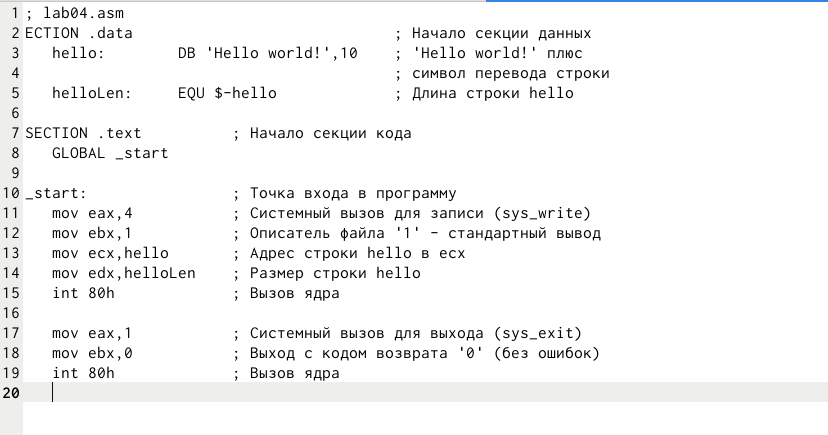 1 ; lab04.asm
2 ECTION .data ; Начало секции данных
3 hello: DB 'Hello world!',10 ; 'Hello world!' плюс
4 ; символ перевода строки
5 helloLen: EQU $-hello ; Длина строки hello
6
7 SECTION .text ; Начало секции кода
8 GLOBAL _start
9
10 _start: ; Точка входа в программу
11 mov eax,4 ; Системный вызов для записи (sys_write)
12 mov ebx,1 ; Описатель файла '1' - стандартный вывод
13 mov ecx,hello ; Адрес строки hello в ecx
14 mov edx,helloLen ; Размер строки hello
15 int 80h ; Вызов ядра
16
17 mov eax,1 ; Системный вызов для выхода (sys_exit)
18 mov ebx,0 ; Выход с кодом возврата '0' (без ошибок)
19 int 80h ; Вызов ядра
20